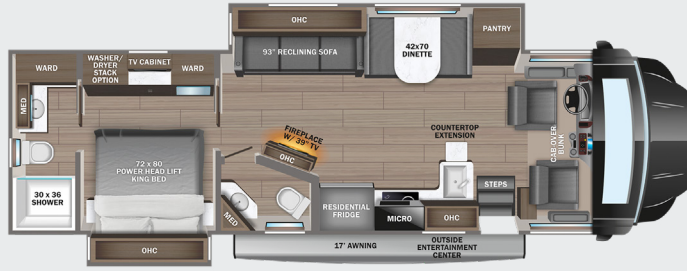 OHC
93" RECLINING SOFA
42x70
DINETTE
PANTRY
WARD
WASHER/
DRYER
STACK
OPTION
TV CABINET
WARD
MED
FIREPLACE
W/ 39" TV
OHC
COUNTERTOP
EXTENSION
CAB-OVER
BUNK
72 x 80
POWER HEAD LIFT
KING BED
30 x 36
SHOWER
MED
RESIDENTIAL
FRIDGE
MICRO
OHC
STEPS
OHC
17' AWNING
OUTSIDE
ENTERTAINMENT
CENTER